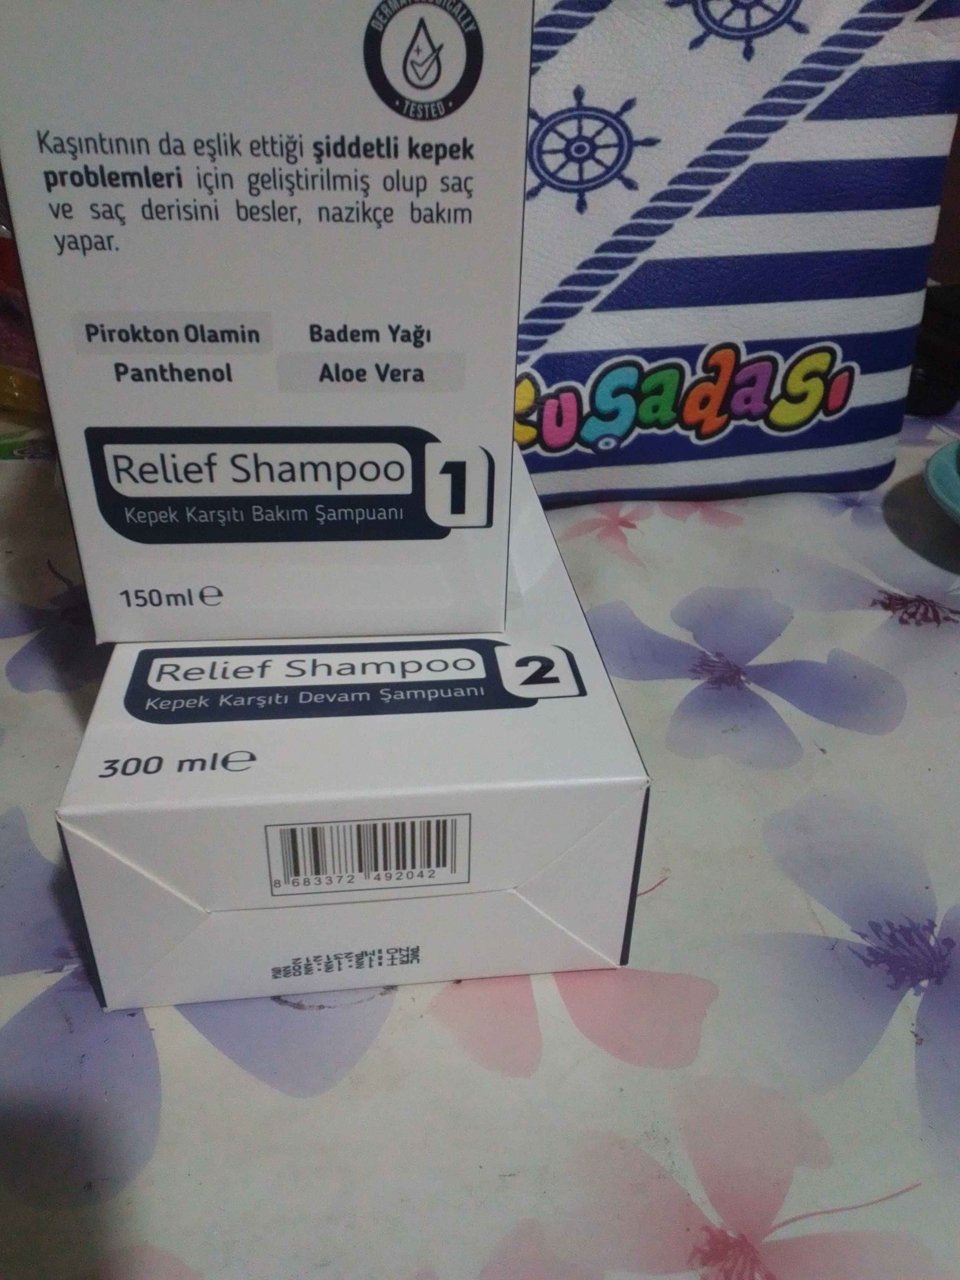 DERMATOLOGICALLY
• TESTED •
Kaşıntının da eşlik ettiği şiddetli kepek
problemleri için geliştirilmiş olup saç
ve saç derisini besler, nazikçe bakım
yapar.
Pirokton Olamin Badem Yağı
Panthenol Aloe Vera
Relief Shampoo 1
Kepek Karşıtı Bakım Şampuanı
150ml e
Relief Shampoo 2
Kepek Karşıtı Devam Şampuanı
300 ml e
8 683372 492042
Kuşadası